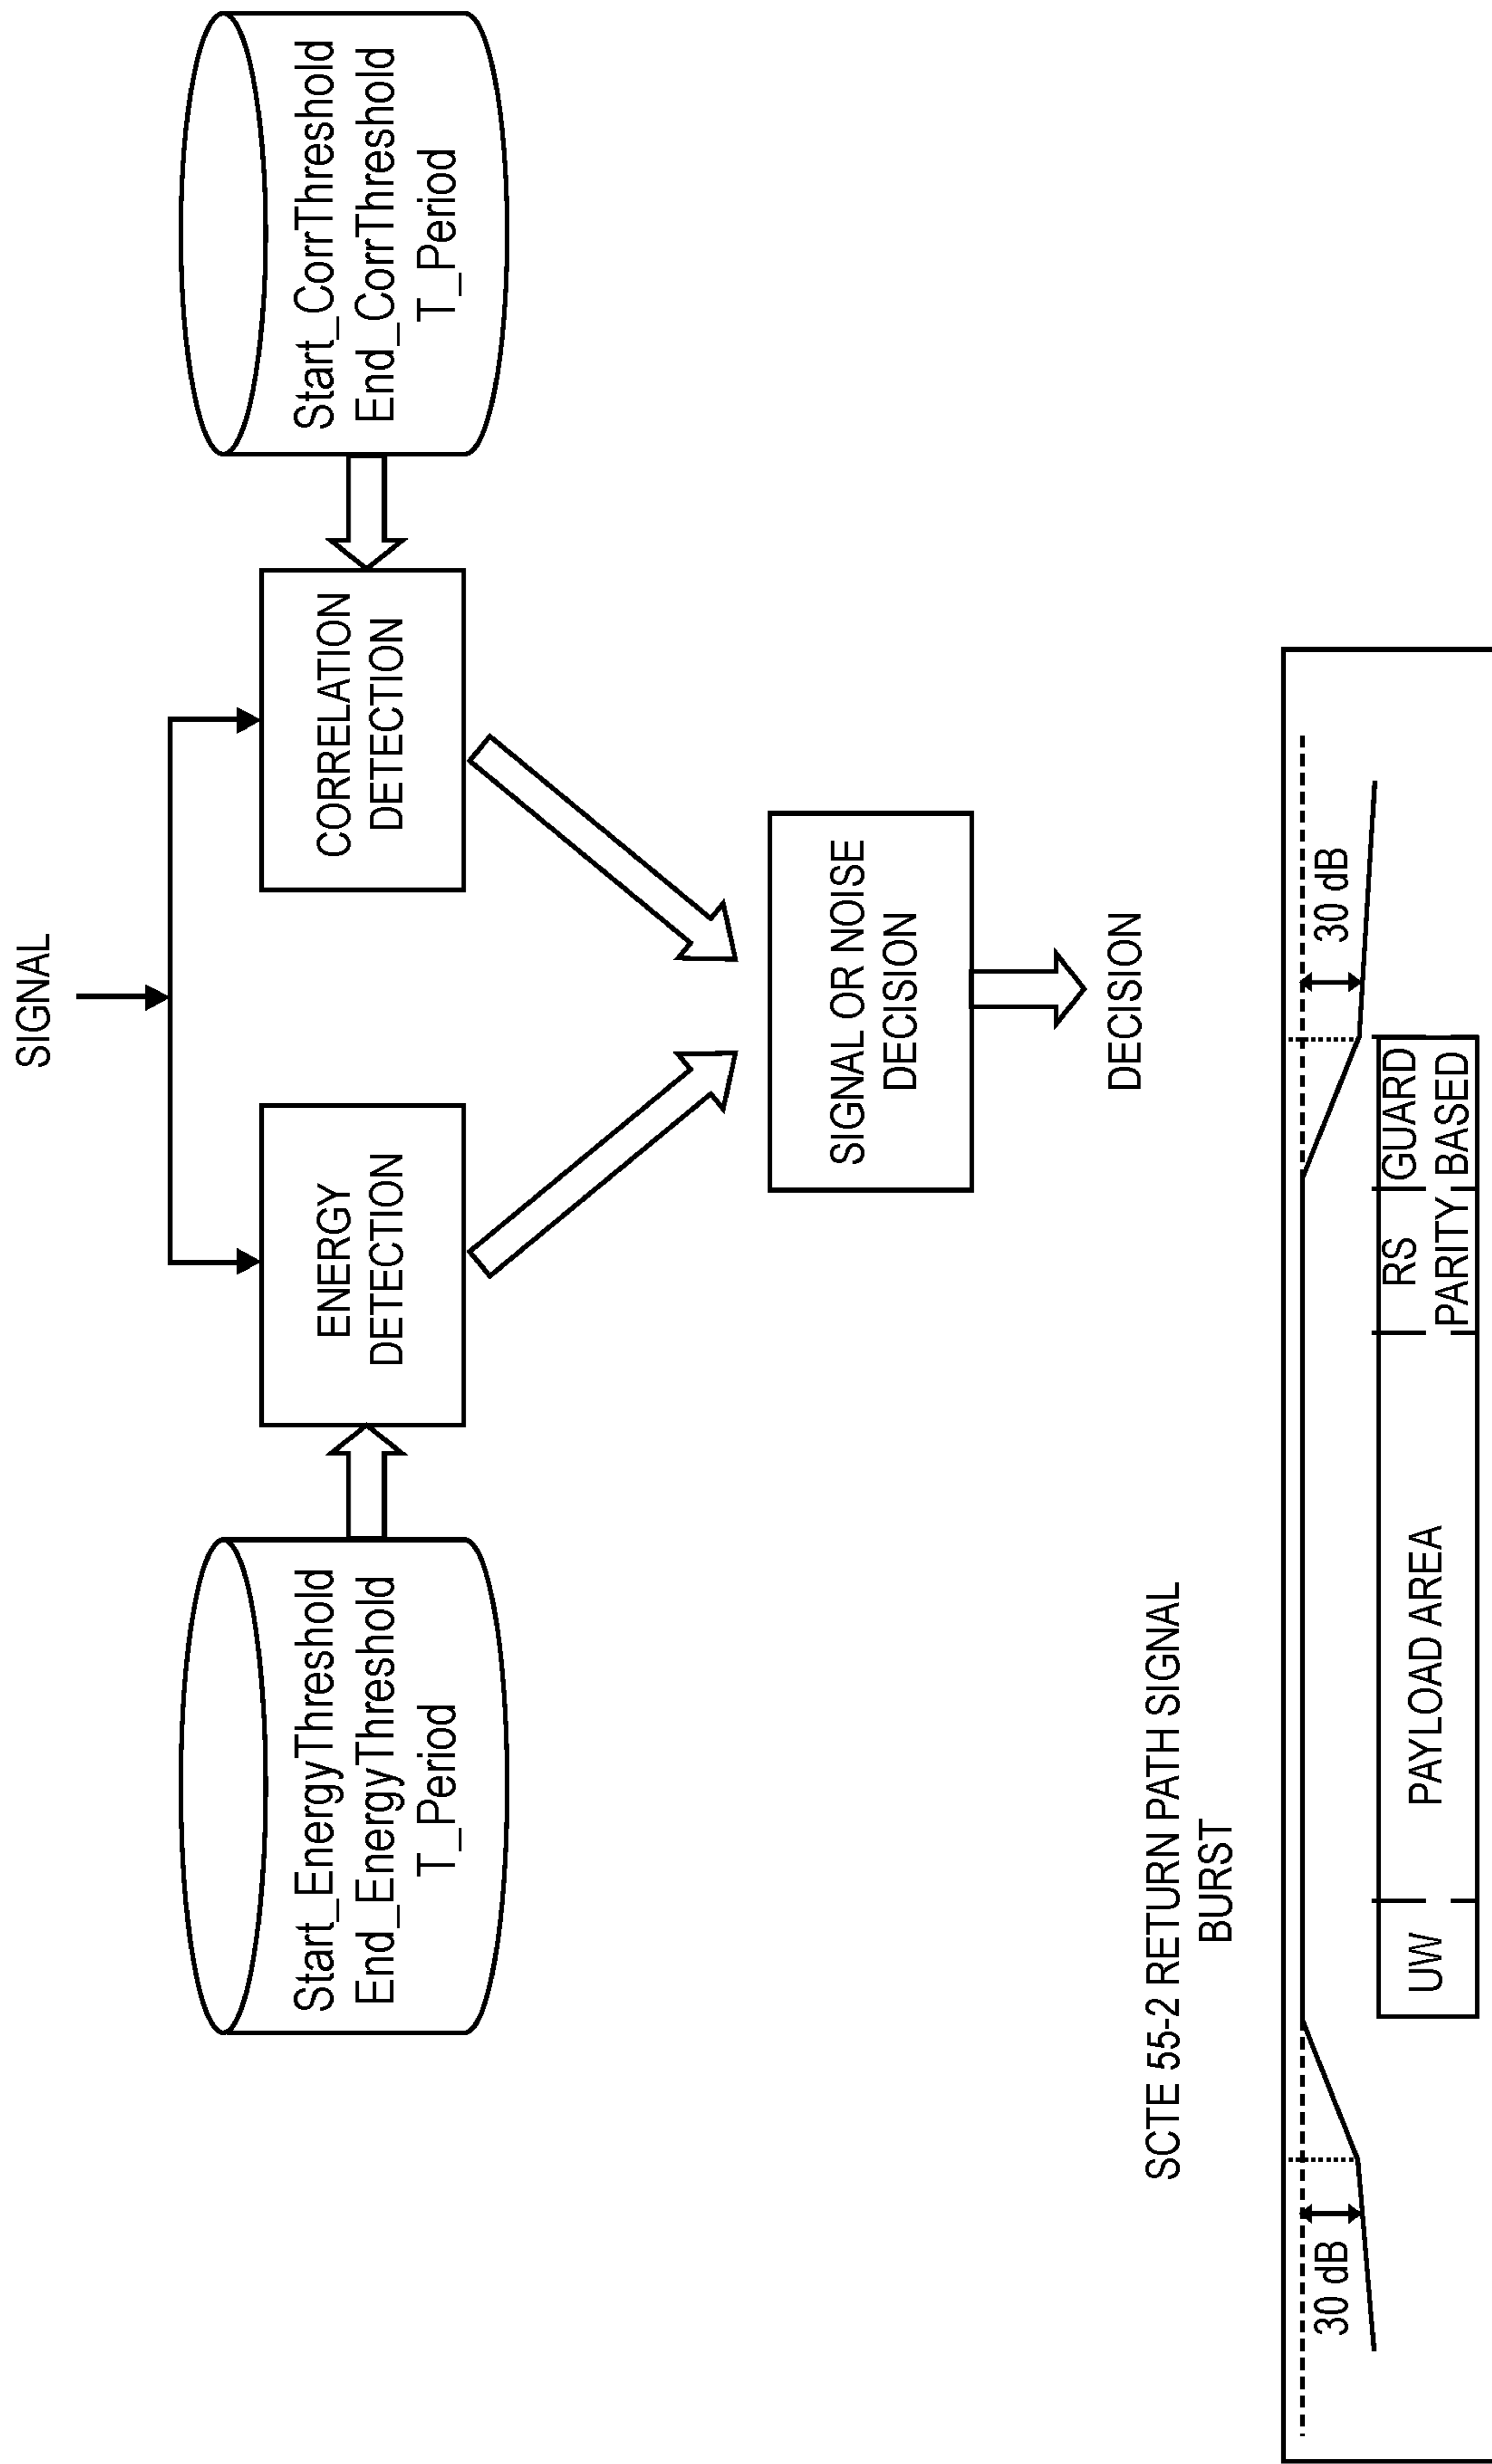 SIGNAL
Start_EnergyThreshold
End_EnergyThreshold
T_Period
ENERGY
DETECTION
CORRELATION
DETECTION
Start_CorrThreshold
End_CorrThreshold
T_Period
SIGNAL OR NOISE
DECISION
DECISION
SCTE 55-2 RETURN PATH SIGNAL
BURST
30 dB
30 dB
UW
PAYLOAD AREA
RS
PARITY
GUARD
BASED